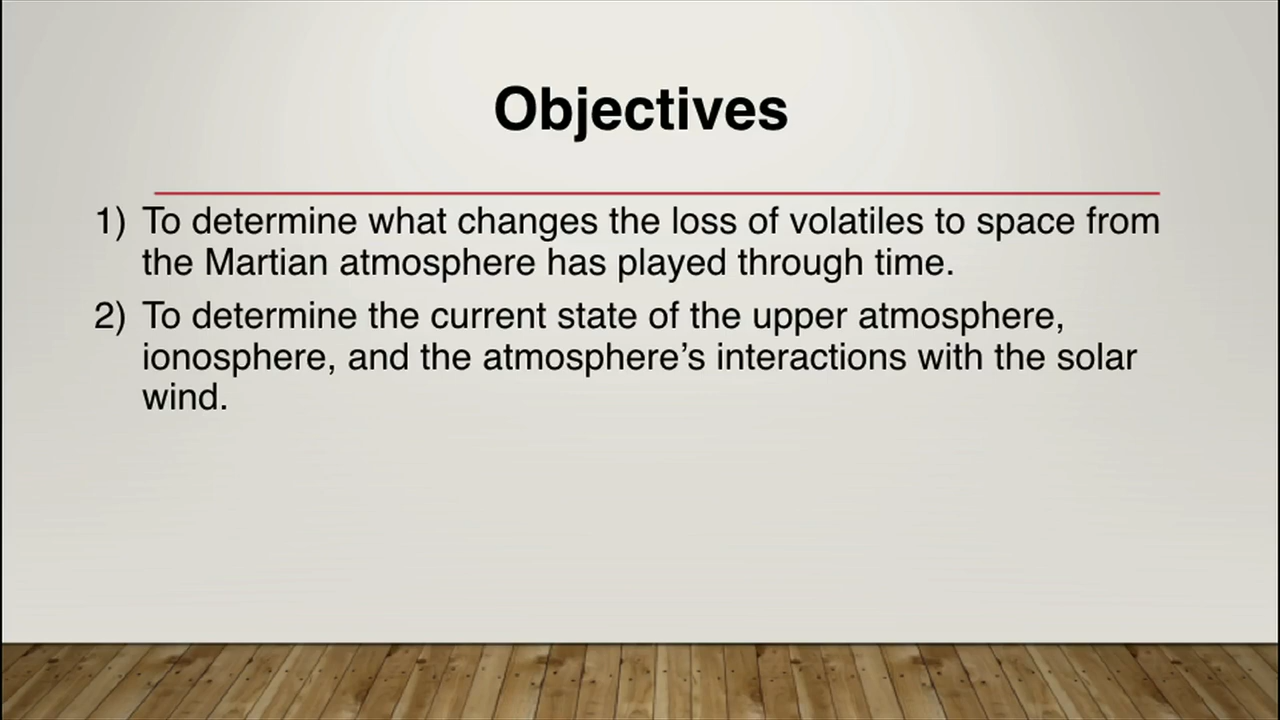 Objectives
1) To determine what changes the loss of volatiles to space from
the Martian atmosphere has played through time.
2) To determine the current state of the upper atmosphere,
ionosphere, and the atmosphere’s interactions with the solar
wind.